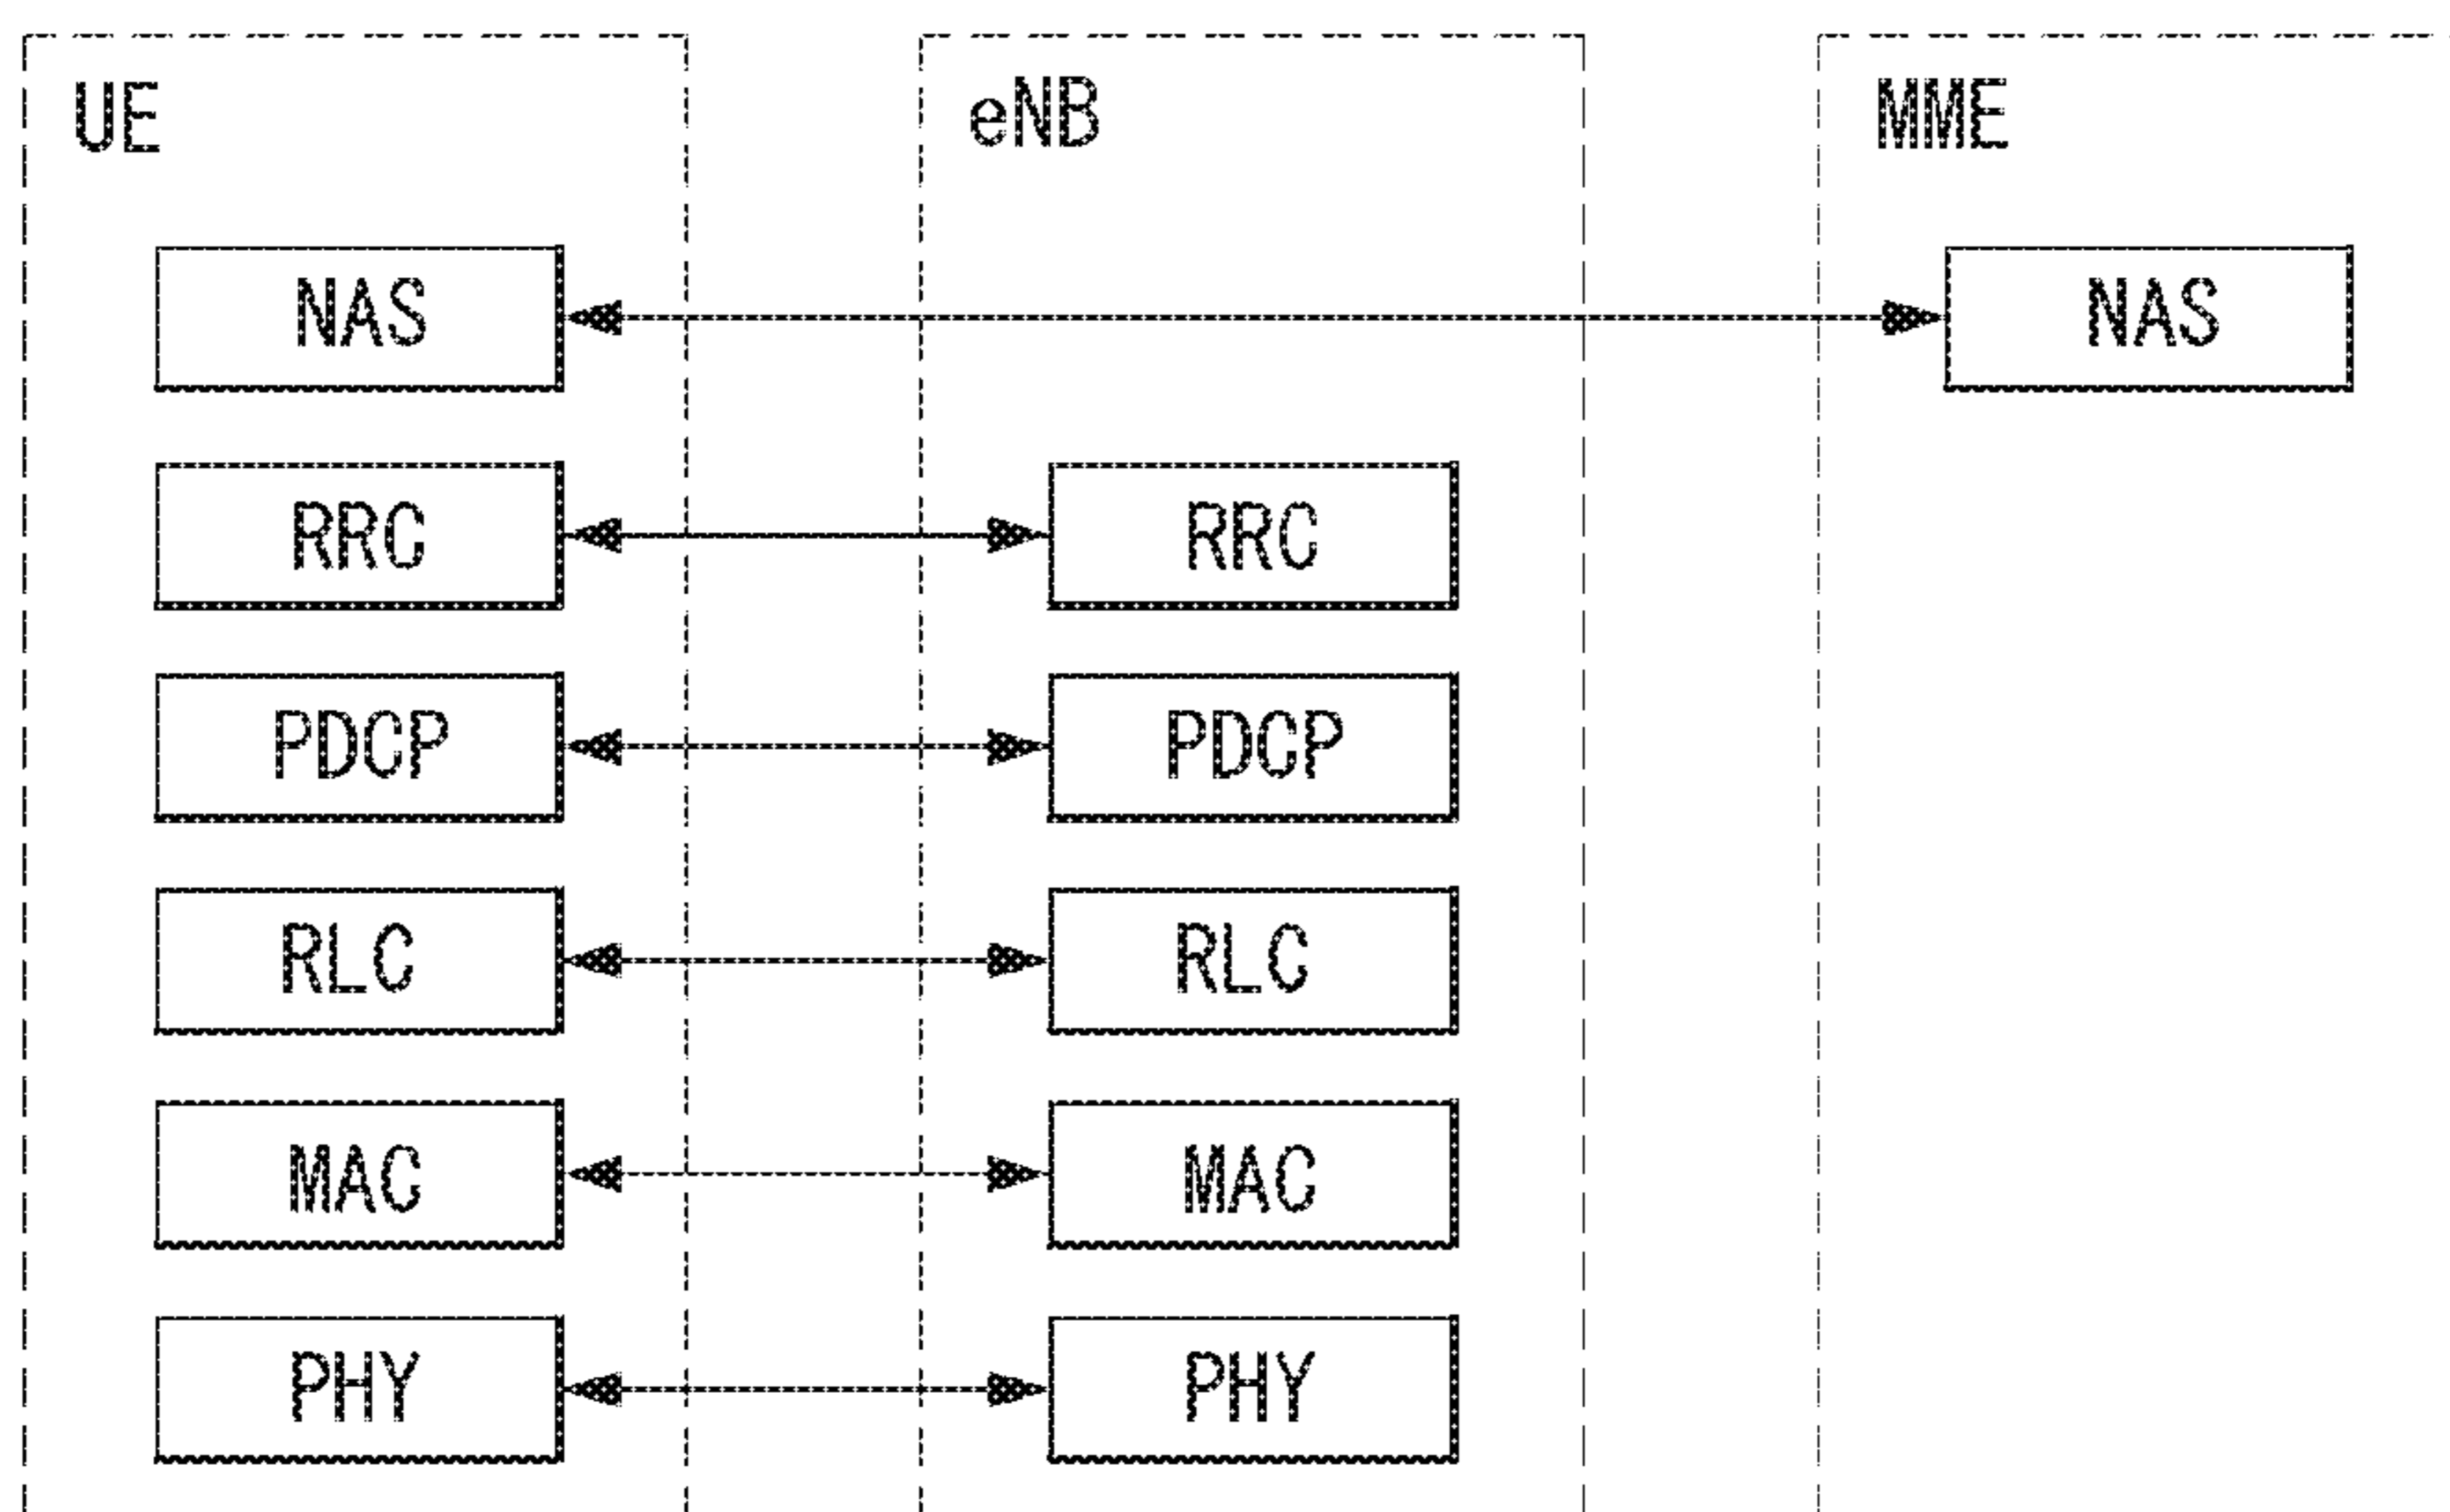 UE eNB MME
NAS NAS
RRC RRC
PDCP PDCP
RLC RLC
MAC MAC
PHY PHY